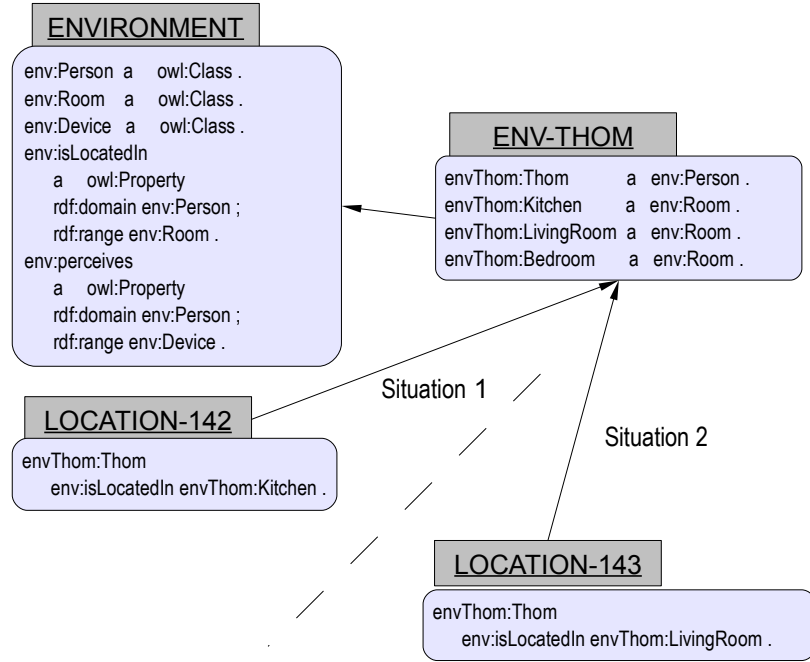 ENVIRONMENT
env:Person a owl:Class .
env:Room a owl:Class .
env:Device a owl:Class .
env:isLocatedIn
a owl:Property
rdf:domain env:Person ;
rdf:range env:Room .
env:perceives
a owl:Property
rdf:domain env:Person ;
rdf:range env:Device .
ENV-THOM
envThom:Thom a env:Person .
envThom:Kitchen a env:Room .
envThom:LivingRoom a env:Room .
envThom:Bedroom a env:Room .
Situation 1
LOCATION-142
envThom:Thom
env:isLocatedIn envThom:Kitchen .
Situation 2
LOCATION-143
envThom:Thom
env:isLocatedIn envThom:LivingRoom .